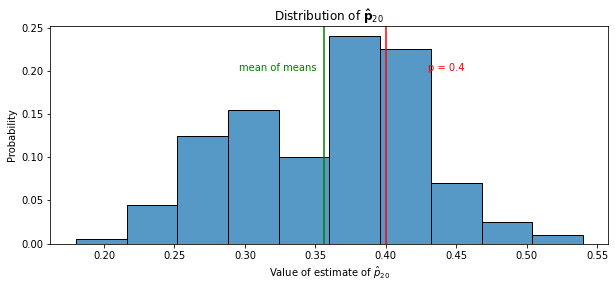 Distribution of p̂₂₀
0.25
0.20
0.15
0.10
0.05
0.00
Probability
mean of means
p = 0.4
0.20 0.25 0.30 0.35 0.40 0.45 0.50 0.55
Value of estimate of p̂₂₀